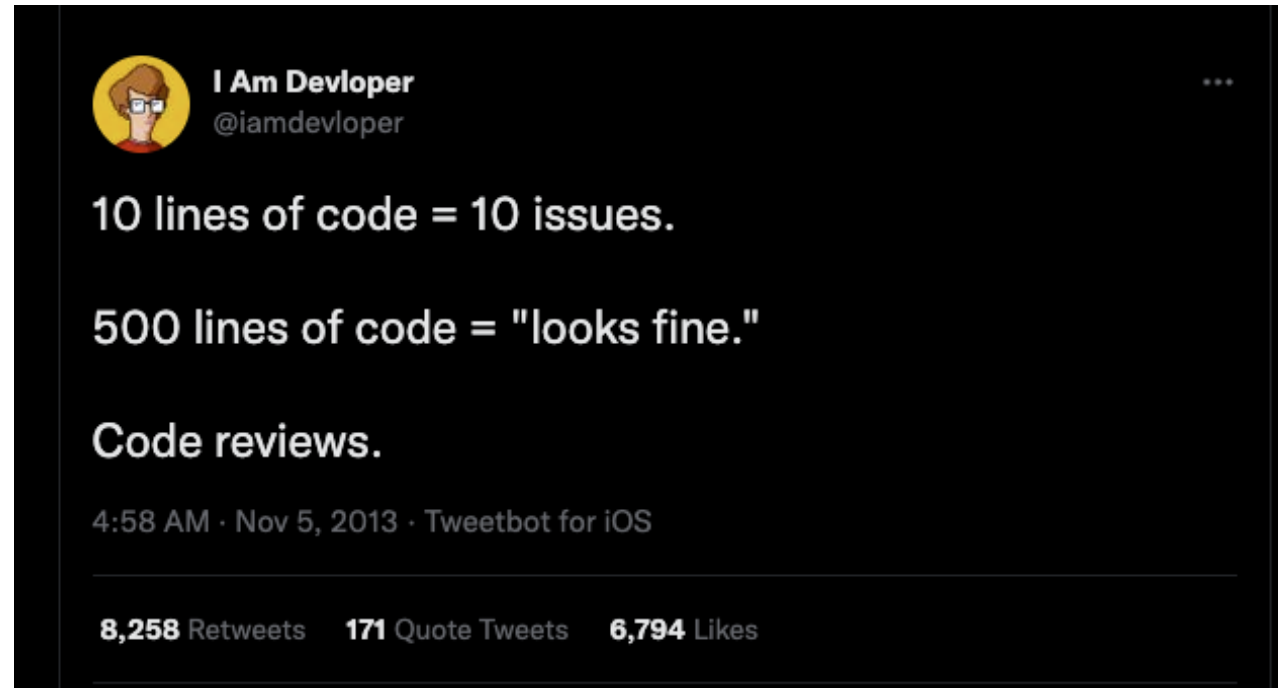 I Am Devloper
@iamdevloper
10 lines of code = 10 issues.
500 lines of code = "looks fine."
Code reviews.
4:58 AM · Nov 5, 2013 · Tweetbot for iOS
8,258 Retweets 171 Quote Tweets 6,794 Likes